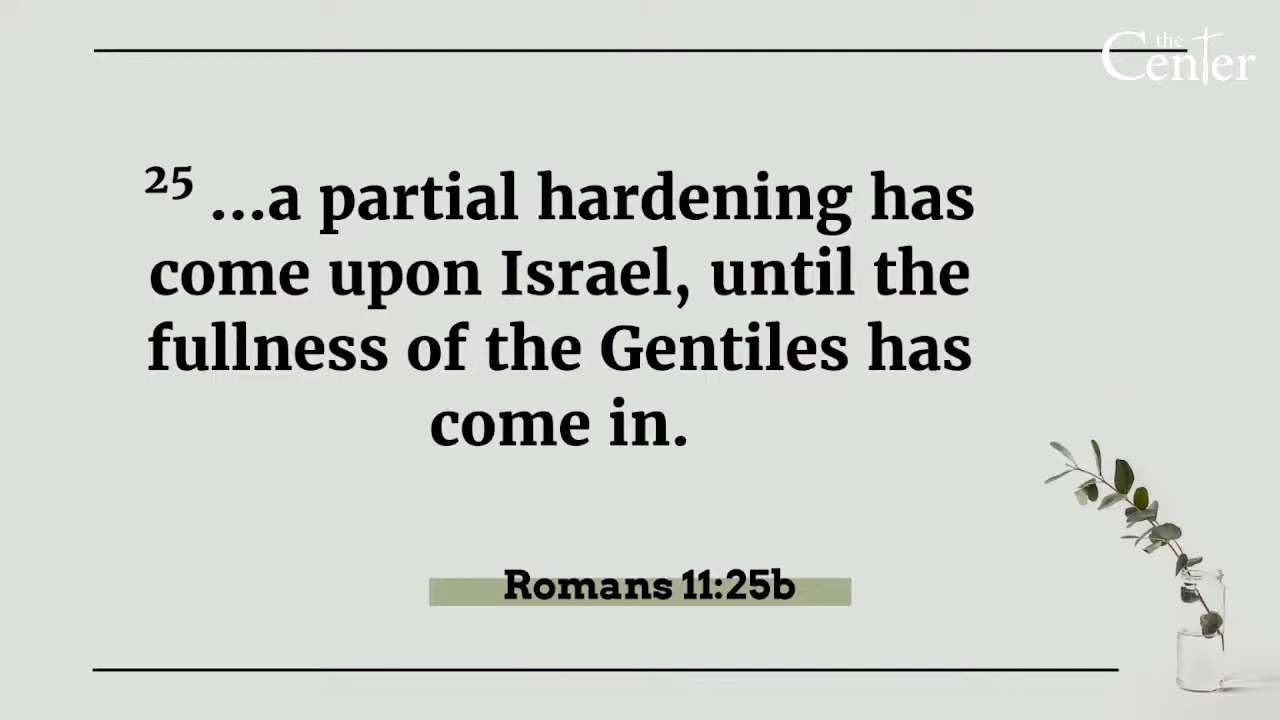 the
Center
25 ...a partial hardening has
come upon Israel, until the
fullness of the Gentiles has
come in.
Romans 11:25b